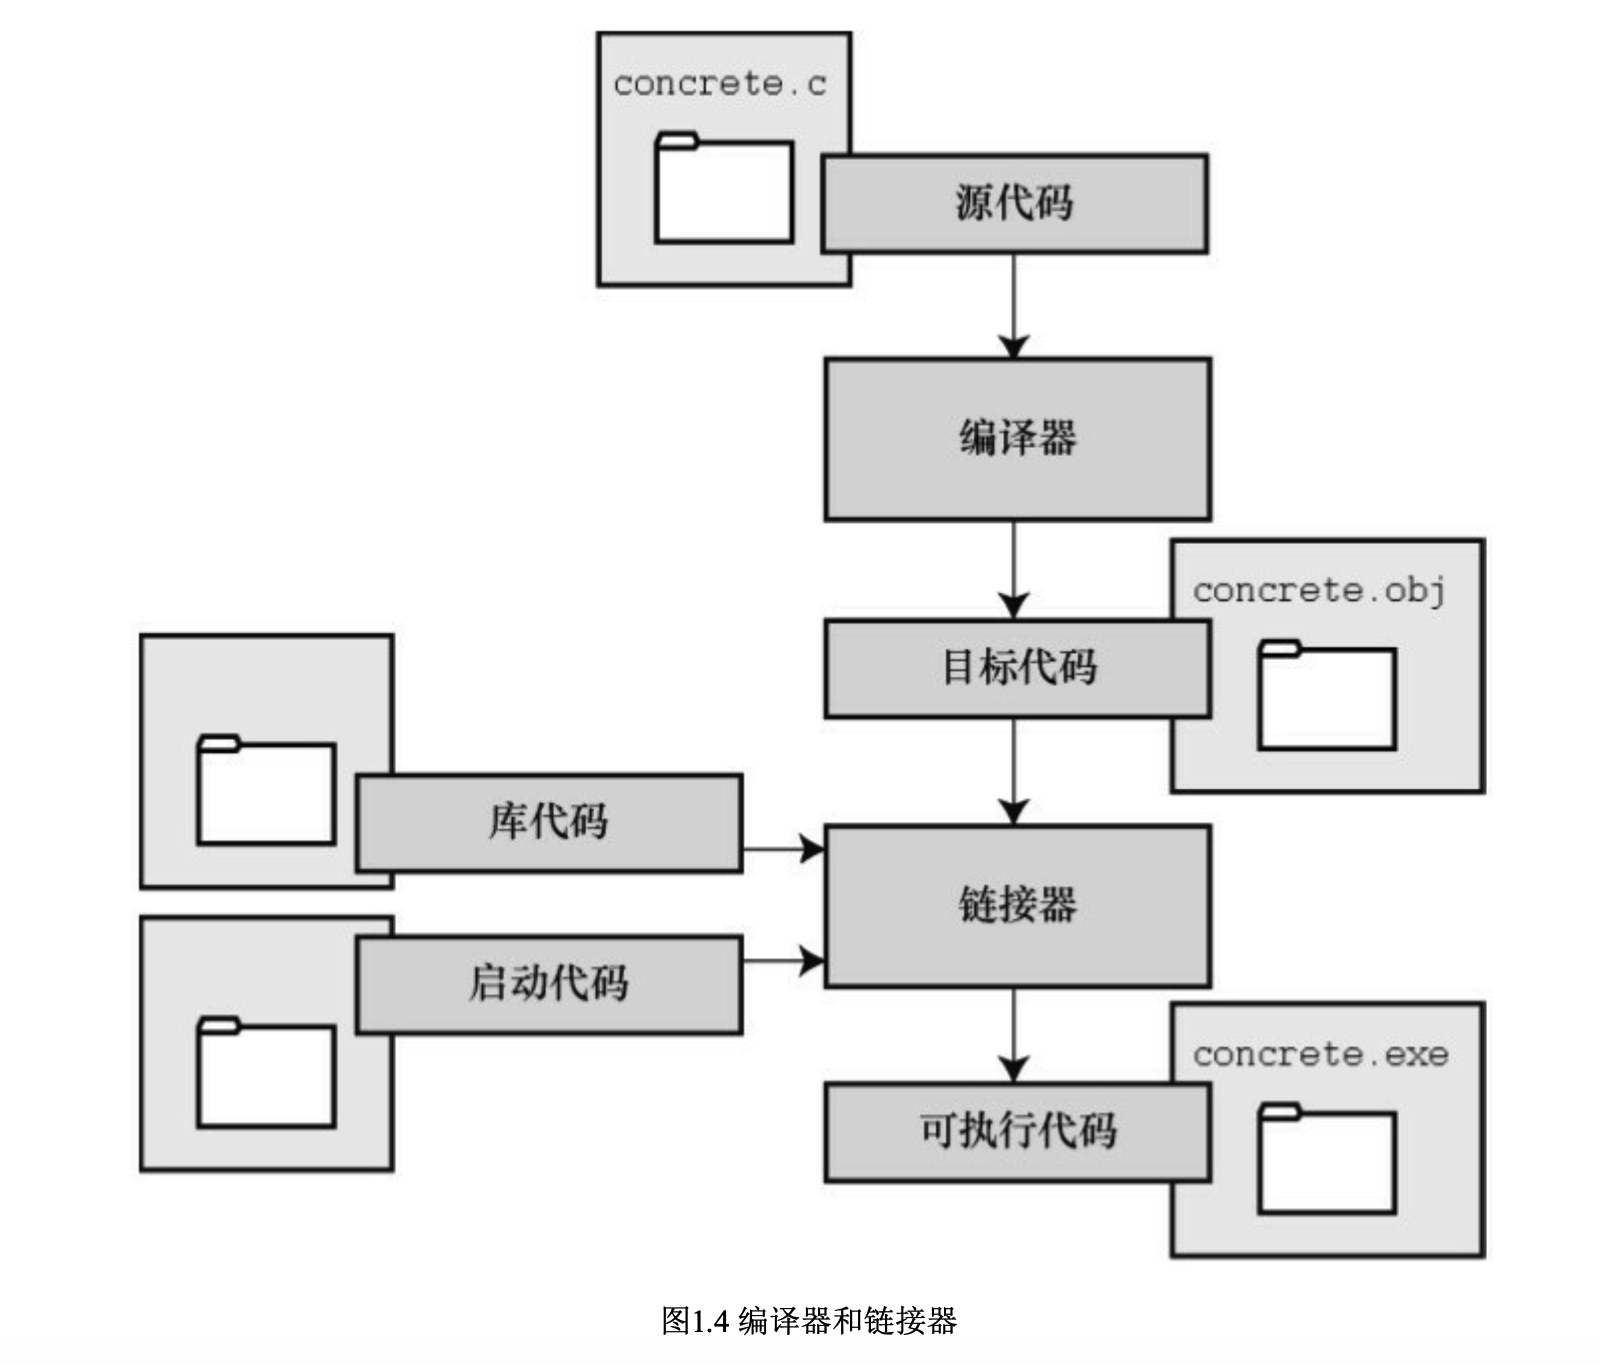 concrete.c
源代码
编译器
concrete.obj
目标代码
库代码
链接器
启动代码
concrete.exe
可执行代码
图1.4 编译器和链接器